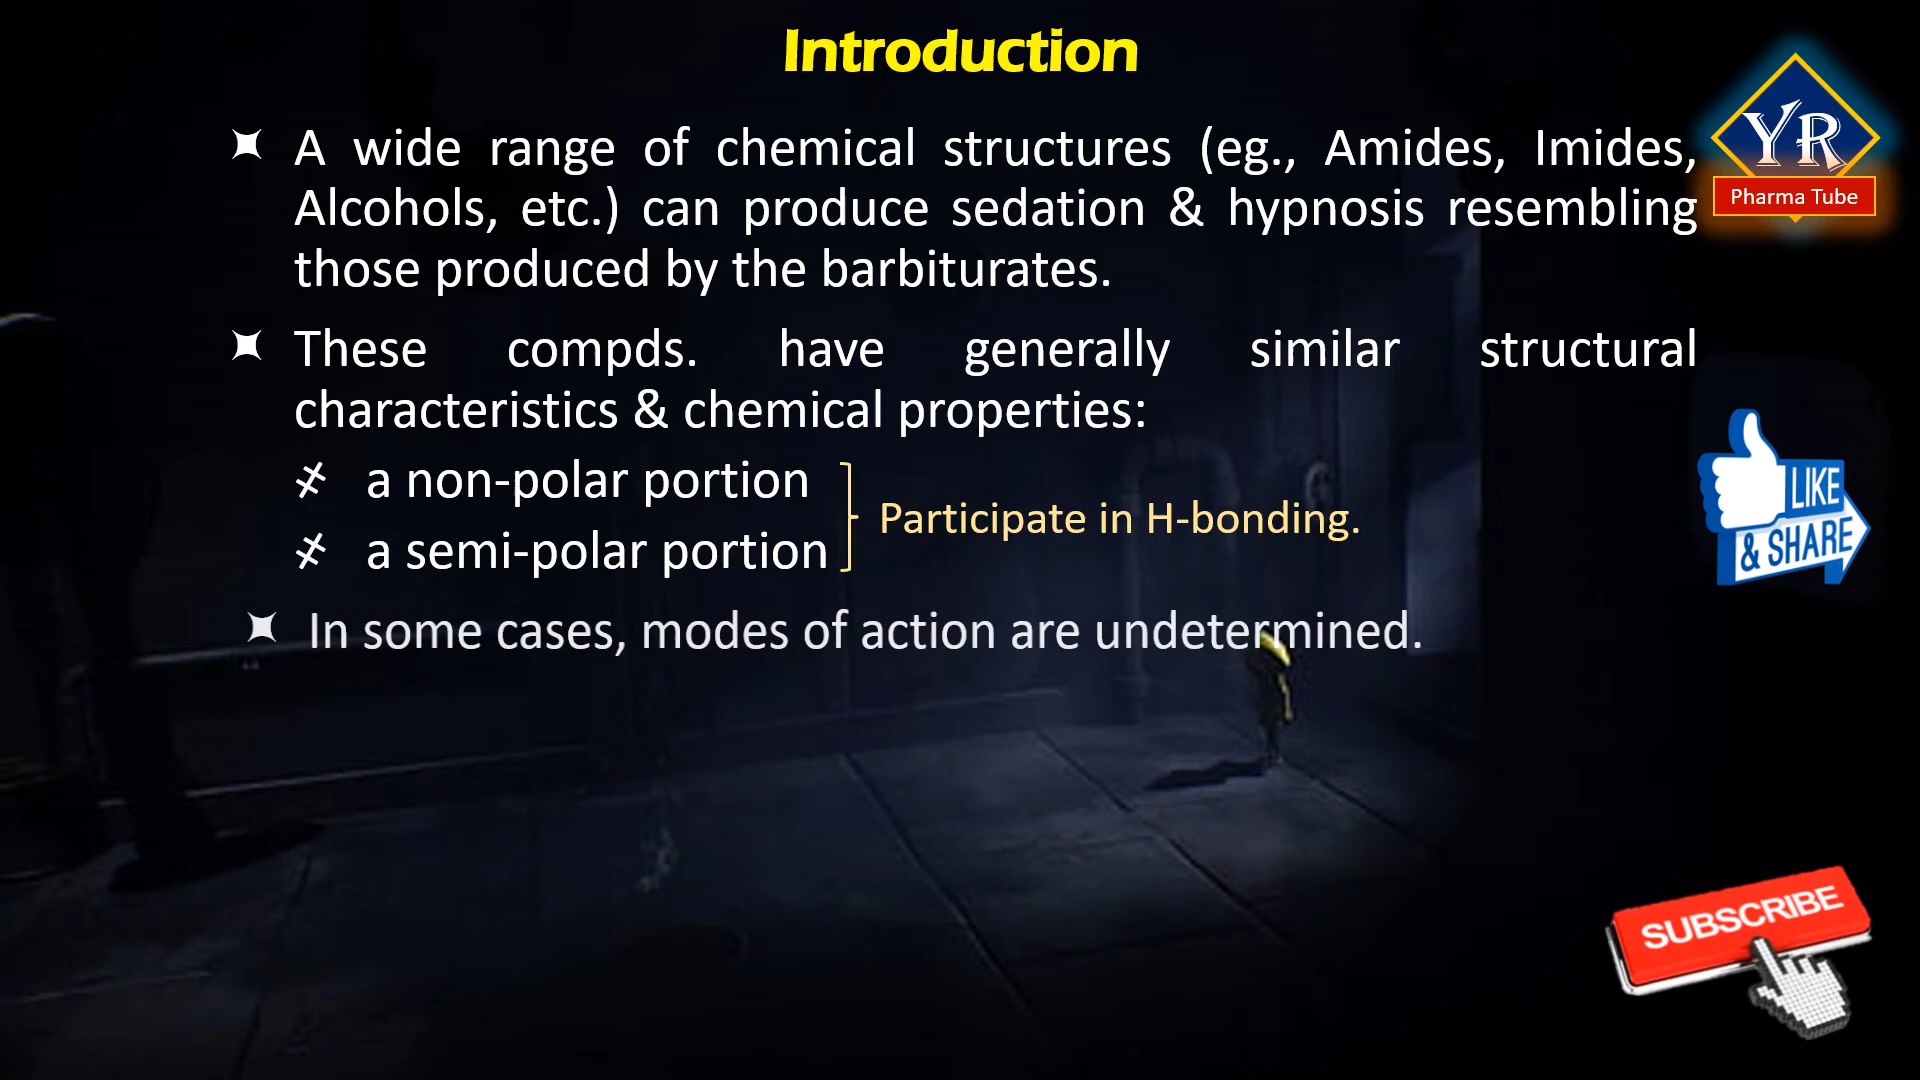 Introduction
A wide range of chemical structures (eg., Amides, Imides,
Alcohols, etc.) can produce sedation & hypnosis resembling
those produced by the barbiturates.
These compds. have generally similar structural
characteristics & chemical properties:
a non-polar portion
a semi-polar portion
Participate in H-bonding.
In some cases, modes of action are undetermined.
YR
Pharma Tube
LIKE
& SHARE
SUBSCRIBE